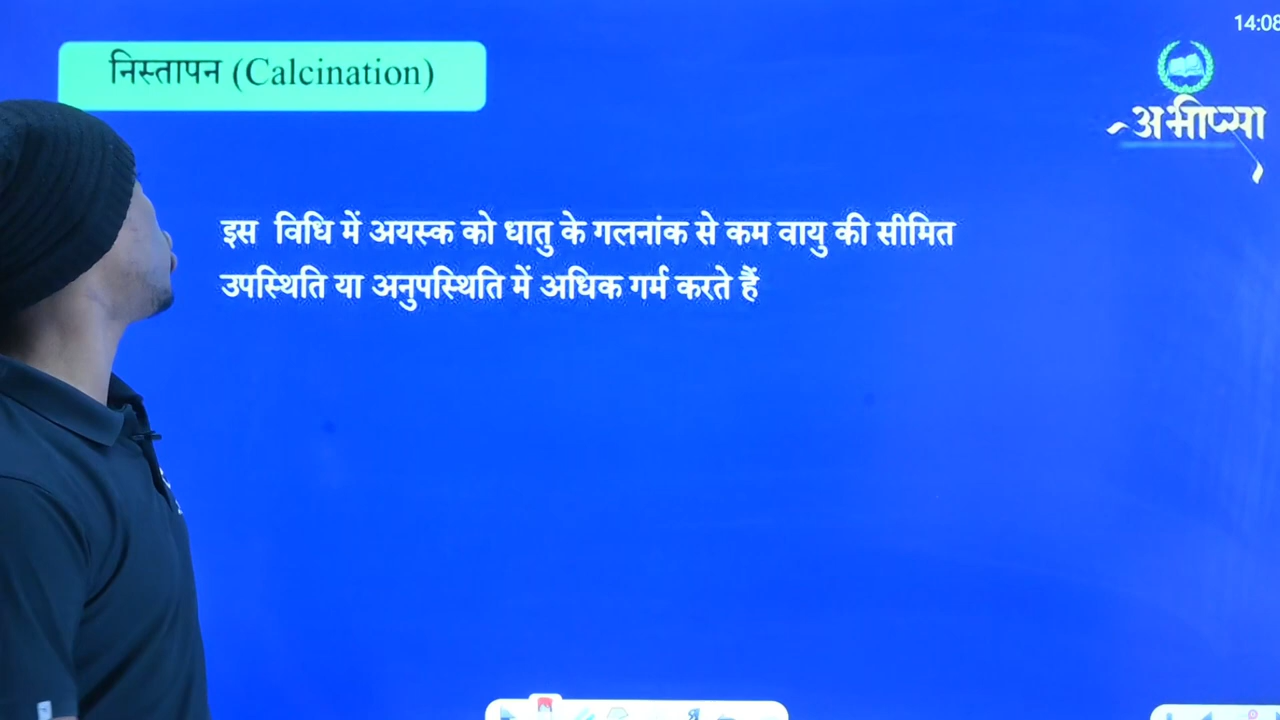 14:08
निस्तापन (Calcination)
अभीप्सा
इस विधि में अयस्क को धातु के गलनांक से कम वायु की सीमित
उपस्थिति या अनुपस्थिति में अधिक गर्म करते हैं